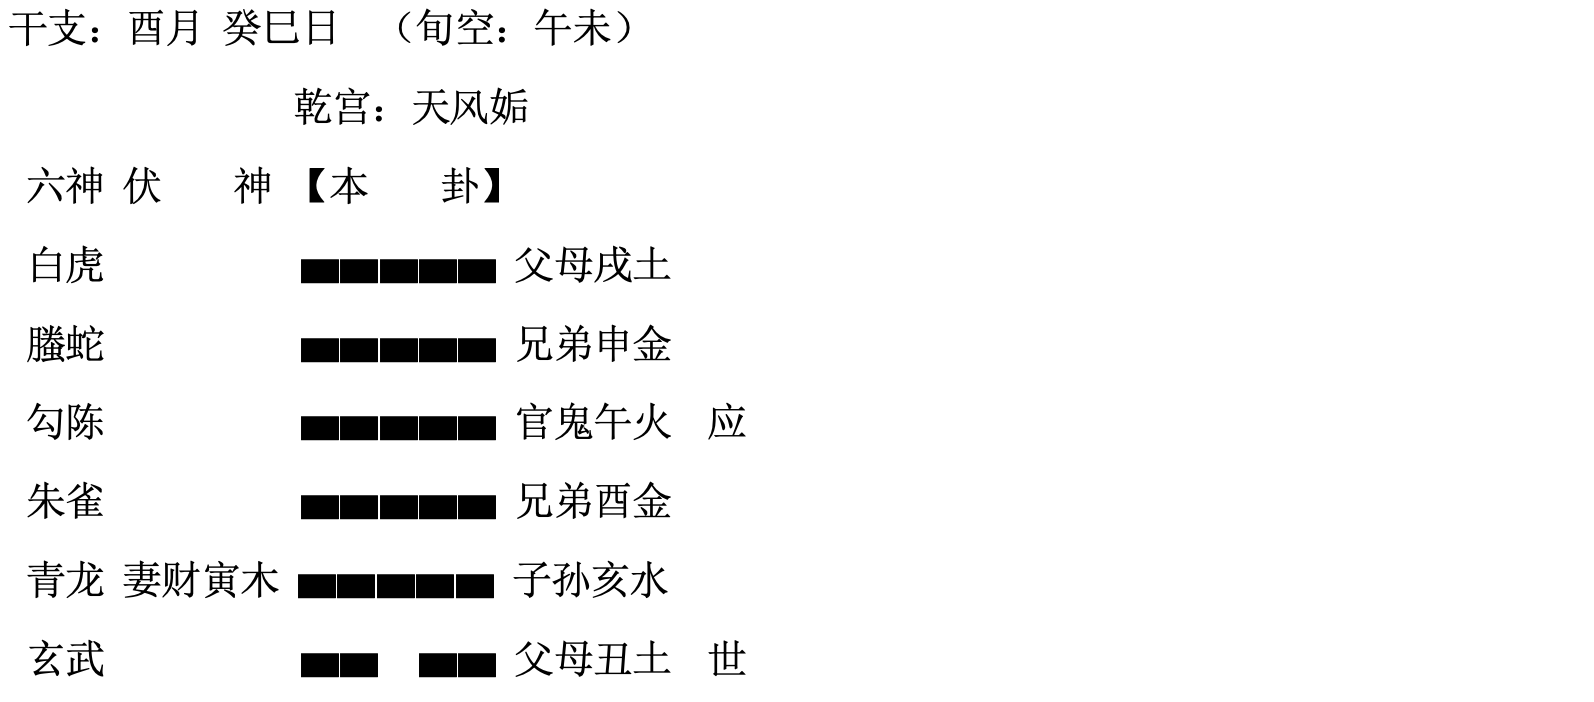 干支：酉月 癸巳日 （旬空：午未）
乾宫：天风姤
六神 伏 神 【本 卦】
白虎 父母戌土
螣蛇 兄弟申金
勾陈 官鬼午火 应
朱雀 兄弟酉金
青龙 妻财寅木 子孙亥水
玄武 父母丑土 世